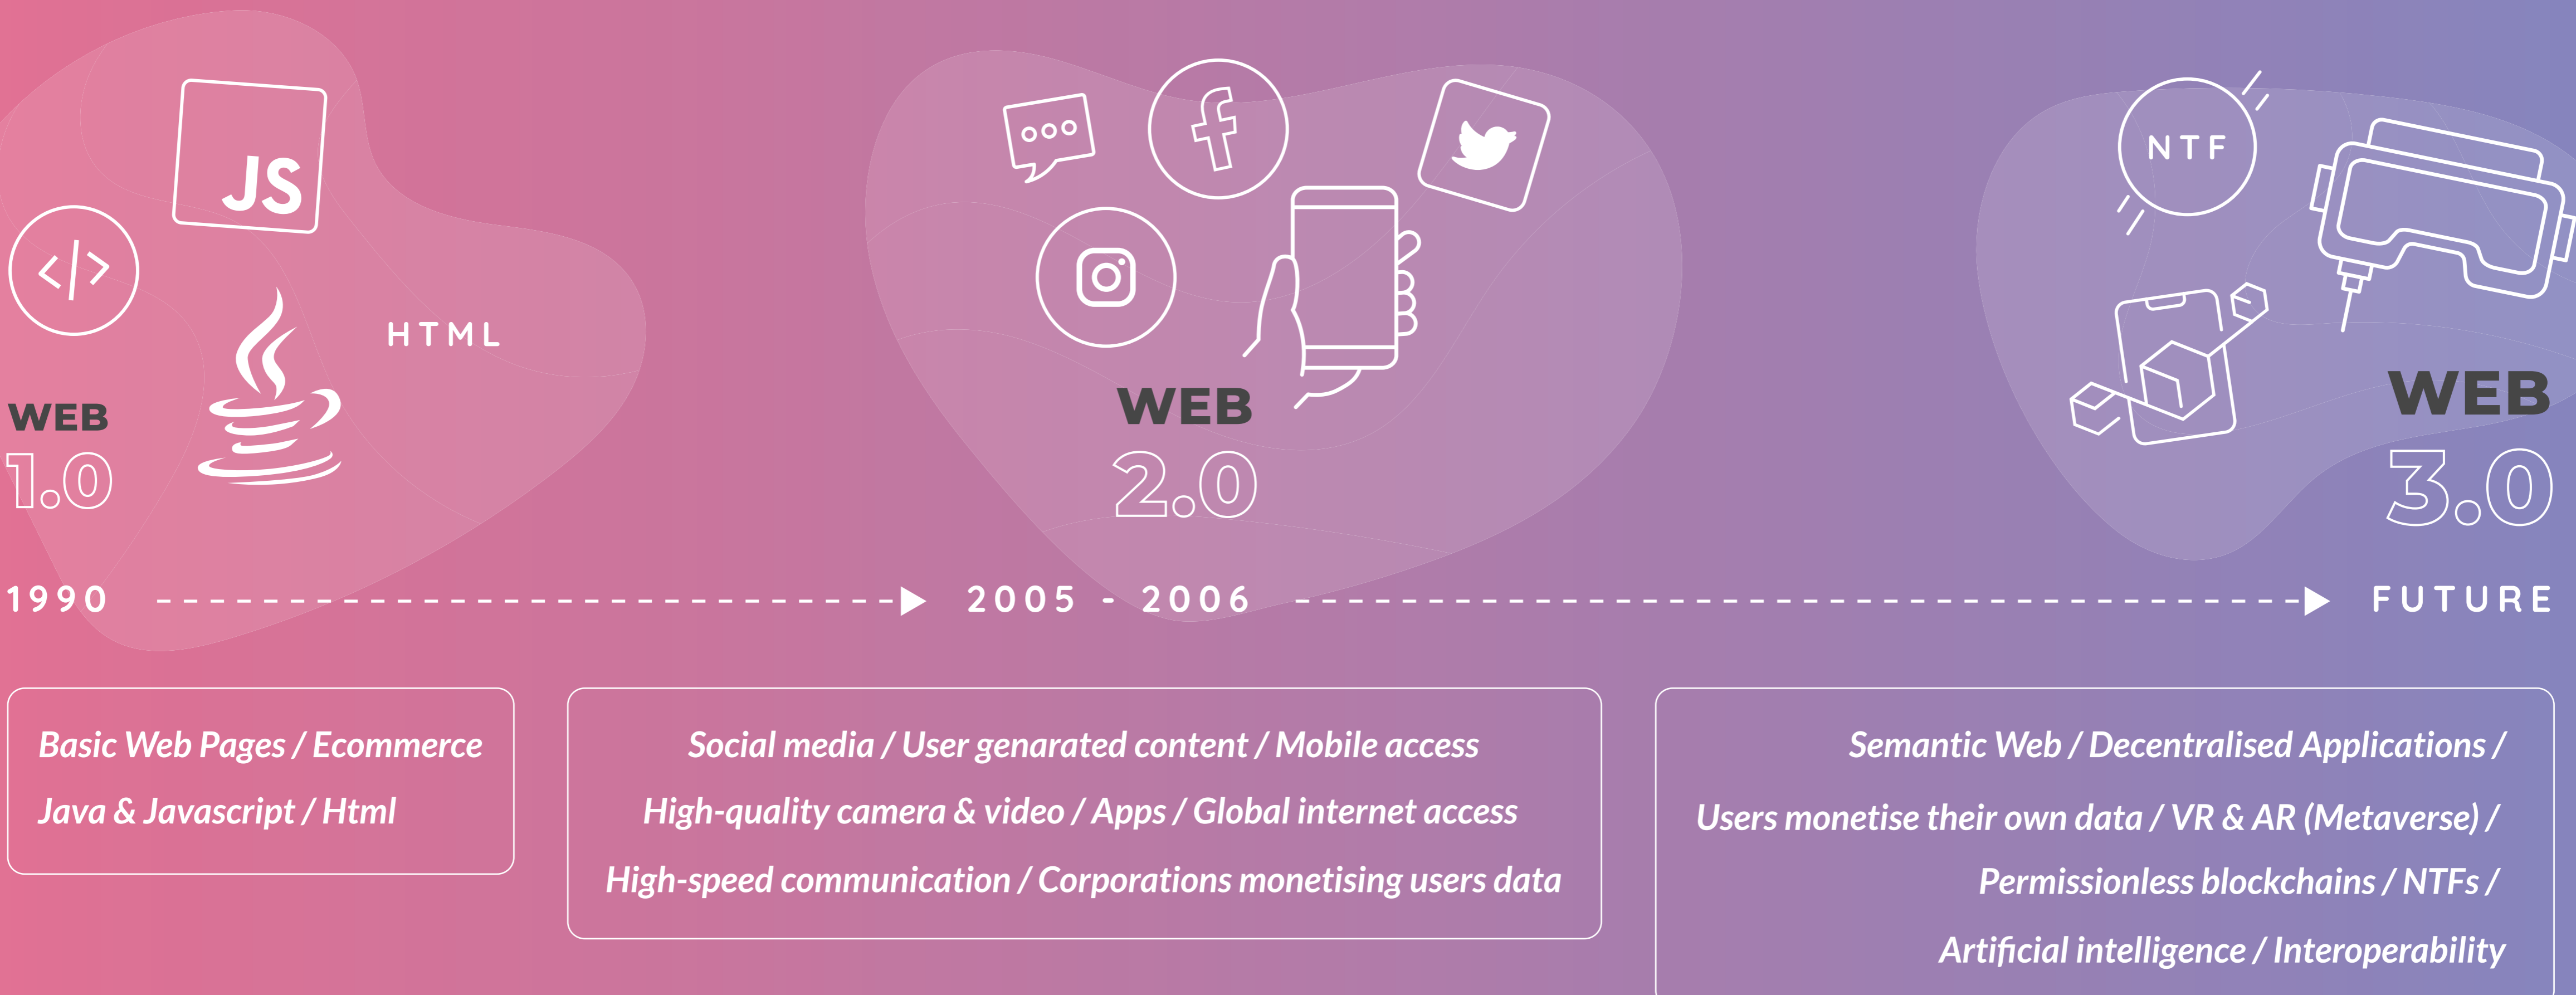 JS
</>
HTML
WEB
1.0
1990
WEB
2.0
2005 - 2006
NTF
WEB
3.0
FUTURE
Basic Web Pages / Ecommerce
Java & Javascript / Html
Social media / User genarated content / Mobile access
High-quality camera & video / Apps / Global internet access
High-speed communication / Corporations monetising users data
Semantic Web / Decentralised Applications /
Users monetise their own data / VR & AR (Metaverse) /
Permissionless blockchains / NTFs /
Artificial intelligence / Interoperability